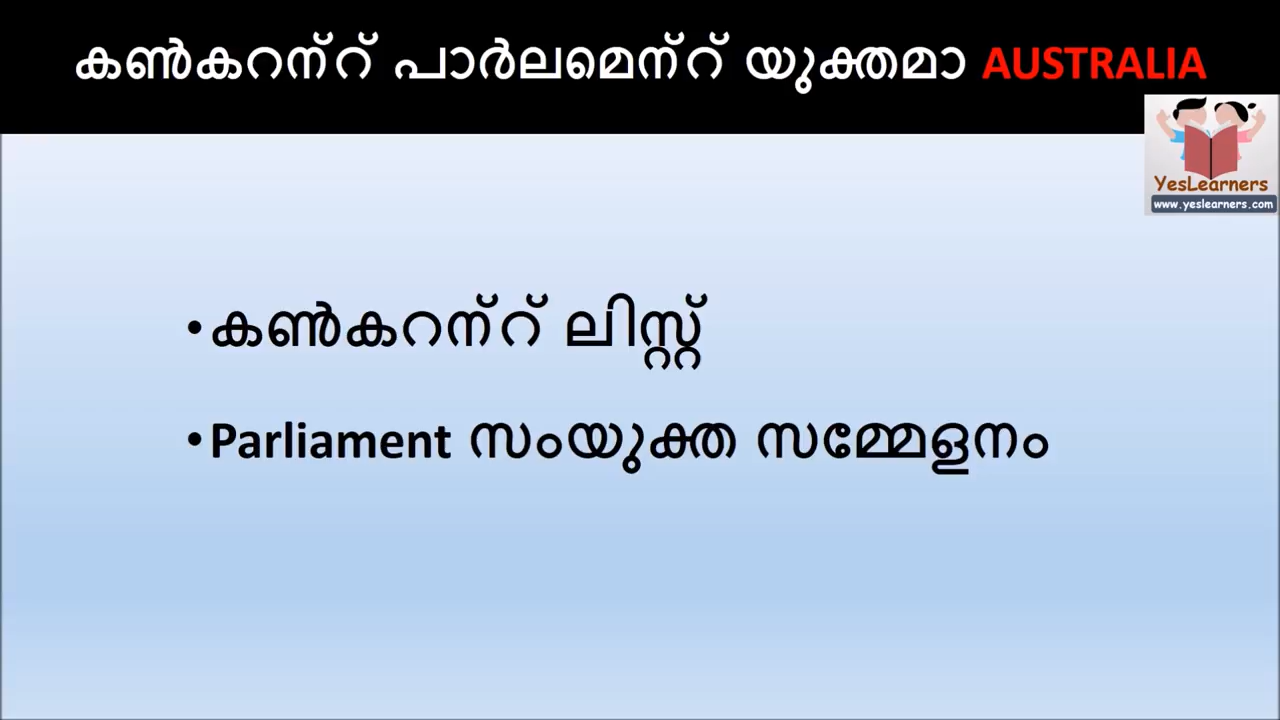 കൺകറന്റ് പാർലമെന്റ് യുക്തമാ AUSTRALIA
YesLearners
www.yeslearners.com
•കൺകറന്റ് ലിസ്റ്റ്
•Parliament സംയുക്ത സമ്മേളനം